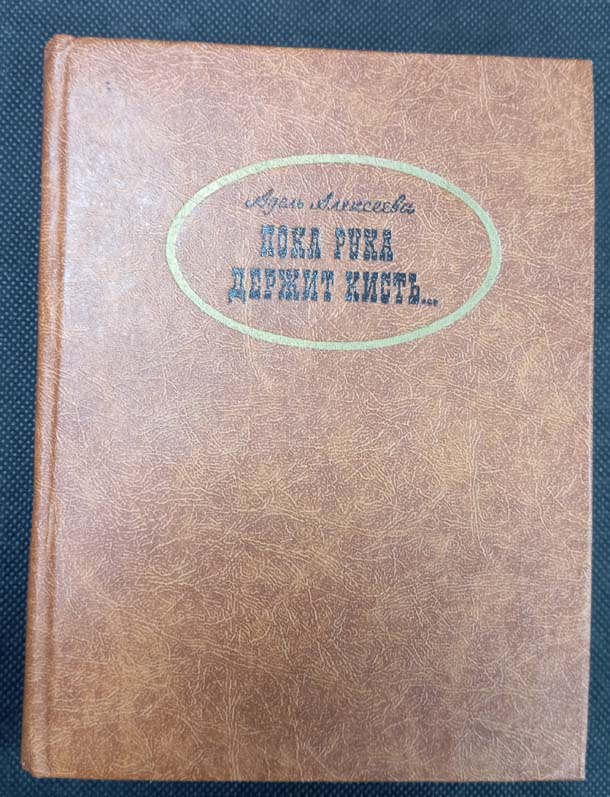 Адель Алексеева
ПОКА РУКА
ДЕРЖИТ КИСТЬ...